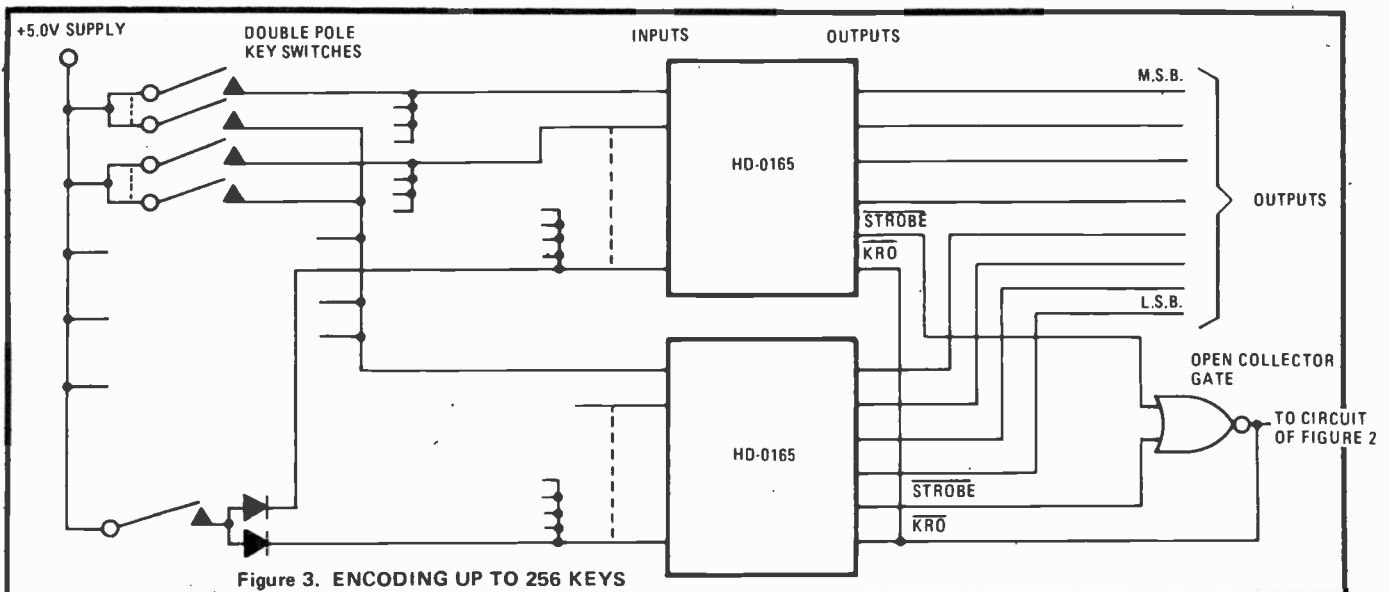 +5.0V SUPPLY
DOUBLE POLE
KEY SWITCHES
INPUTS
OUTPUTS
M.S.B.
HD-0165
OUTPUTS
STROBE
KRO
L.S.B.
OPEN COLLECTOR
GATE
TO CIRCUIT
OF FIGURE 2
HD-0165
STROBE
KRO
Figure 3. ENCODING UP TO 256 KEYS